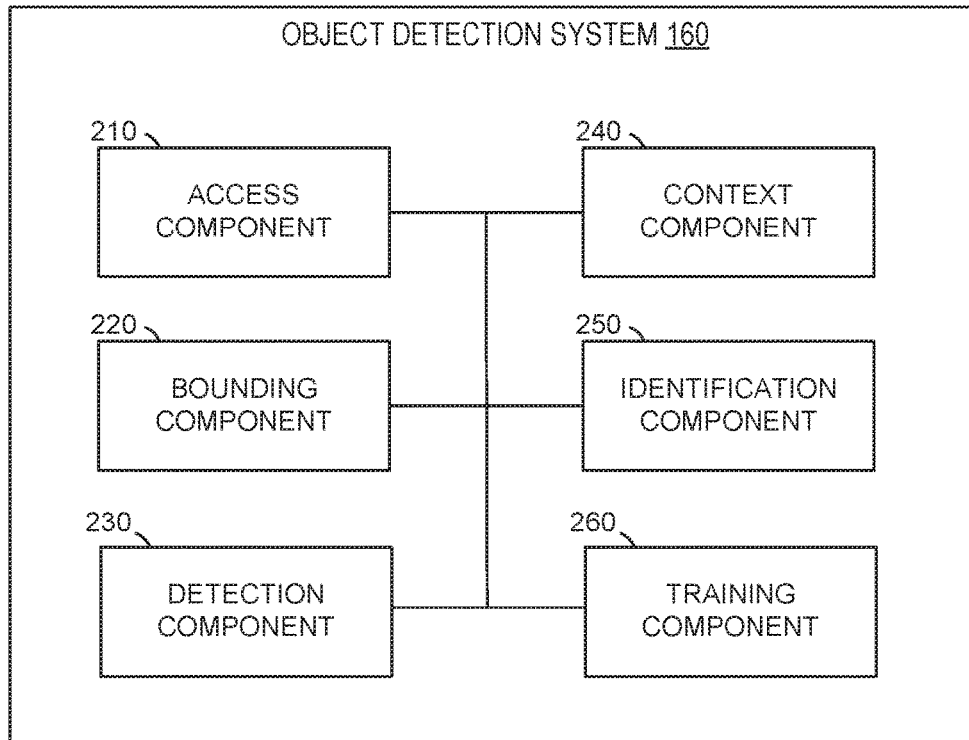 OBJECT DETECTION SYSTEM 160
210
ACCESS
COMPONENT
240
CONTEXT
COMPONENT
220
BOUNDING
COMPONENT
250
IDENTIFICATION
COMPONENT
230
DETECTION
COMPONENT
260
TRAINING
COMPONENT